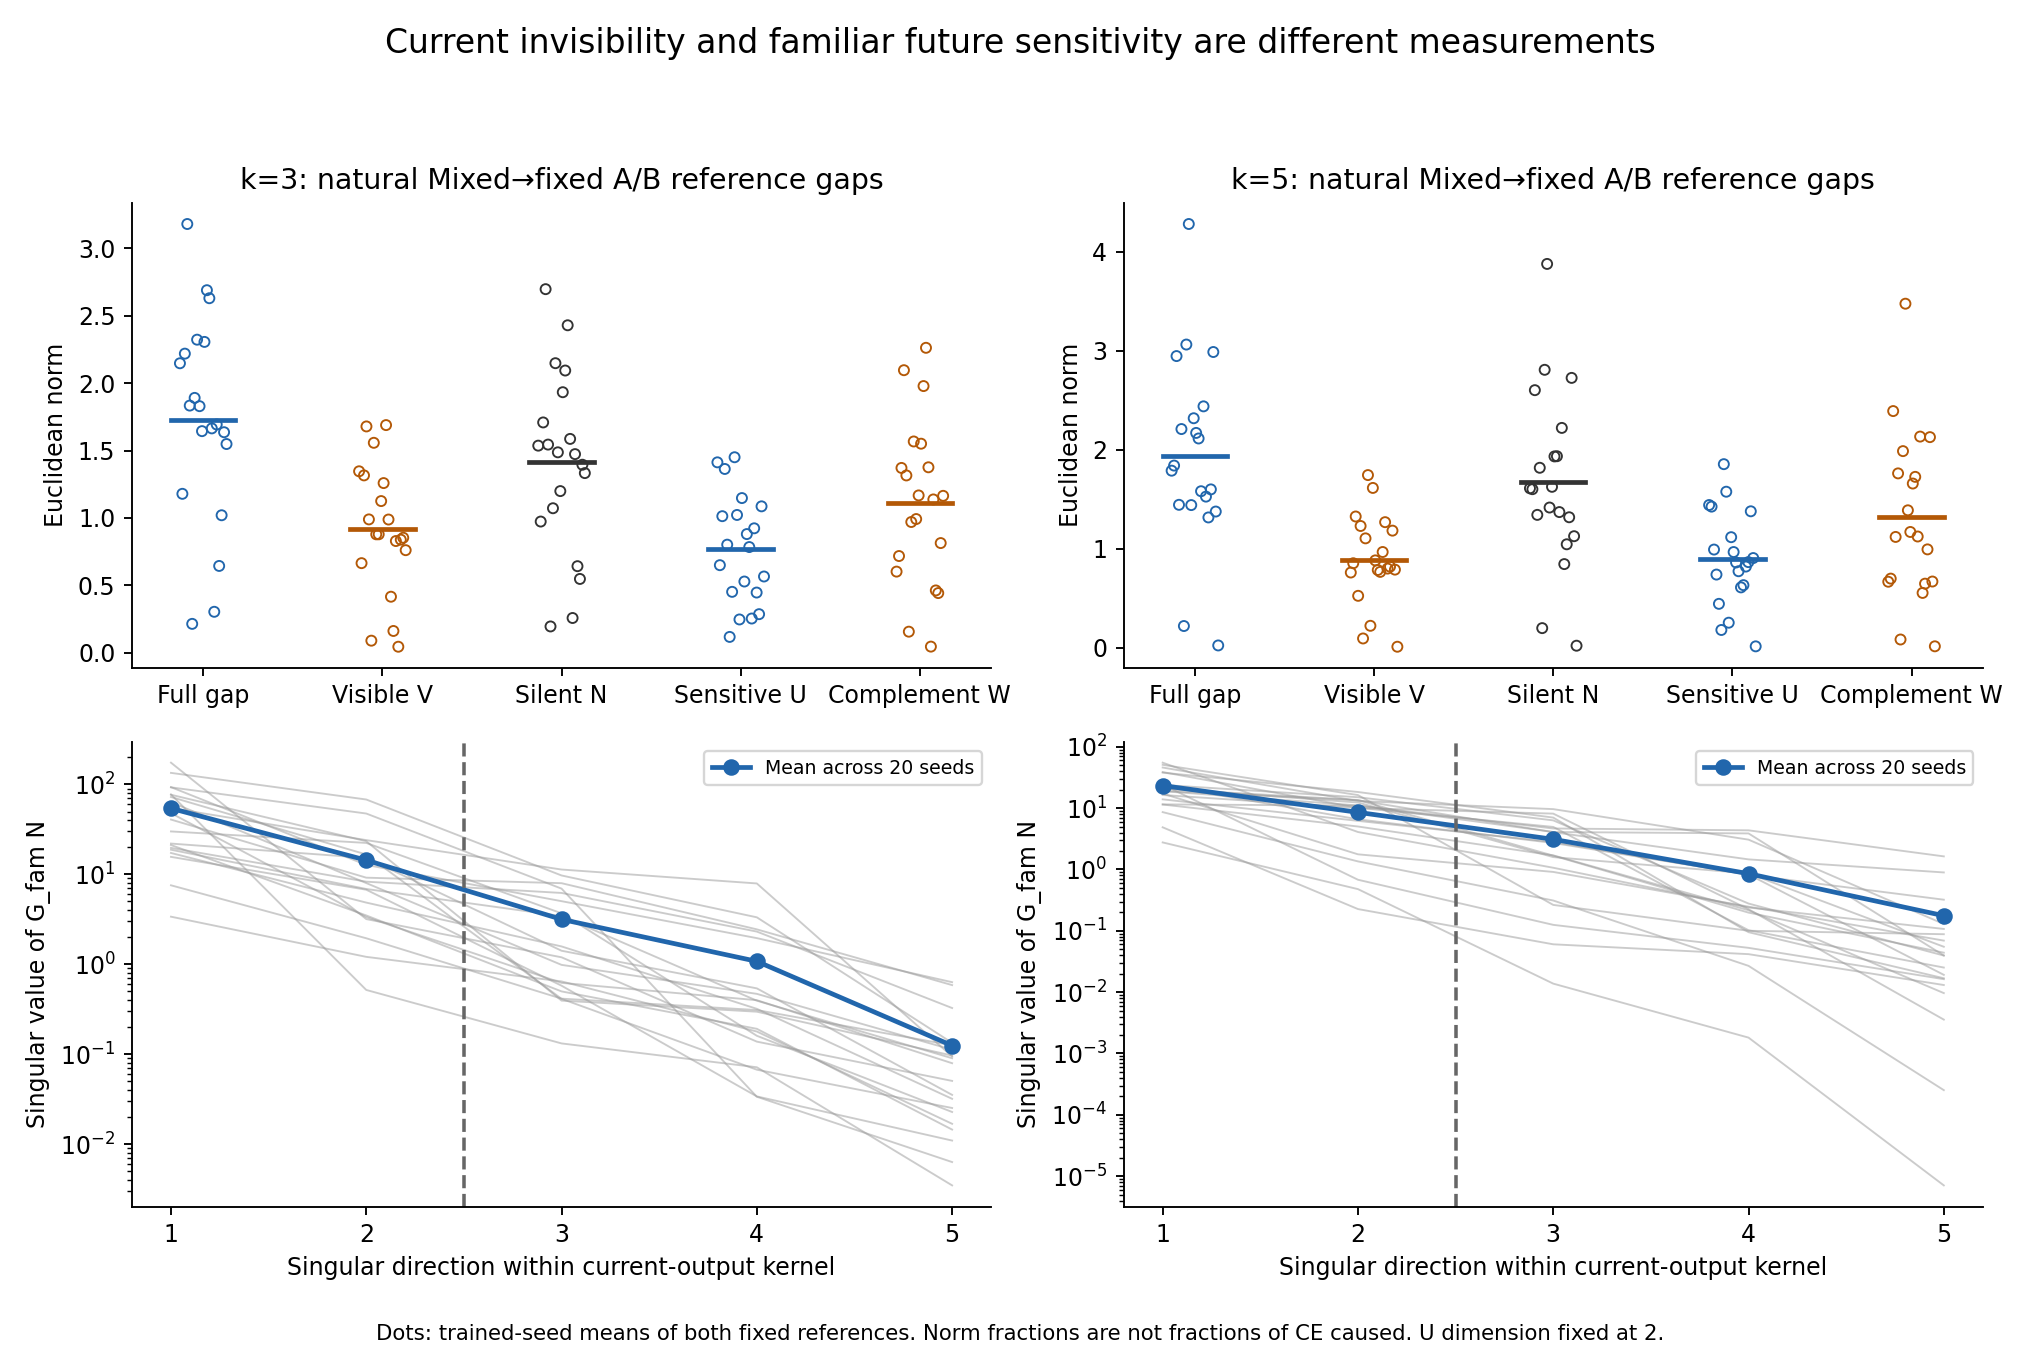 Current invisibility and familiar future sensitivity are different measurements
k=3: natural Mixed→fixed A/B reference gaps
Euclidean norm
3.0
2.5
2.0
1.5
1.0
0.5
0.0
Full gap
Visible V
Silent N
Sensitive U
Complement W
k=5: natural Mixed→fixed A/B reference gaps
Euclidean norm
4
3
2
1
0
Full gap
Visible V
Silent N
Sensitive U
Complement W
Mean across 20 seeds
Singular value of G_fam N
10²
10¹
10⁰
10⁻¹
10⁻²
1
2
3
4
5
Singular direction within current-output kernel
Mean across 20 seeds
Singular value of G_fam N
10²
10¹
10⁰
10⁻¹
10⁻²
10⁻³
10⁻⁴
10⁻⁵
1
2
3
4
5
Singular direction within current-output kernel
Dots: trained-seed means of both fixed references. Norm fractions are not fractions of CE caused. U dimension fixed at 2.